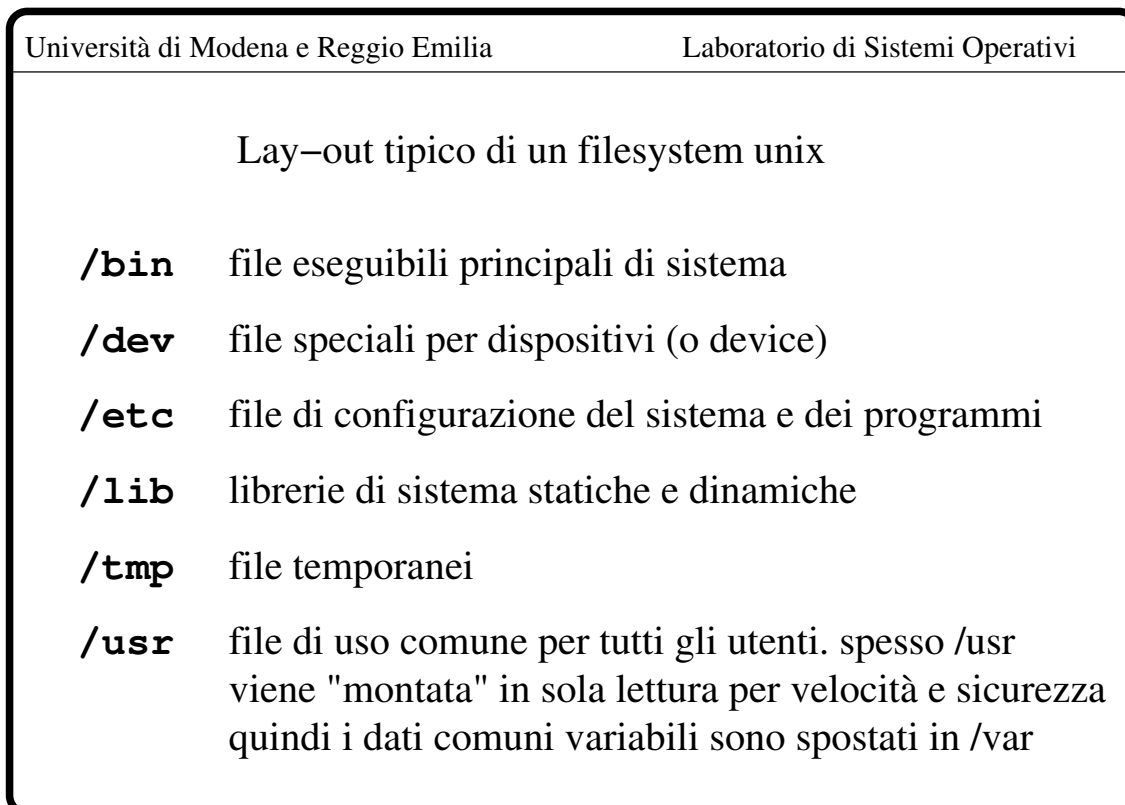 Università di Modena e Reggio Emilia Laboratorio di Sistemi Operativi
Lay−out tipico di un filesystem unix
/bin file eseguibili principali di sistema
/dev file speciali per dispositivi (o device)
/etc file di configurazione del sistema e dei programmi
/lib librerie di sistema statiche e dinamiche
/tmp file temporanei
/usr file di uso comune per tutti gli utenti. spesso /usr
viene "montata" in sola lettura per velocità e sicurezza
quindi i dati comuni variabili sono spostati in /var